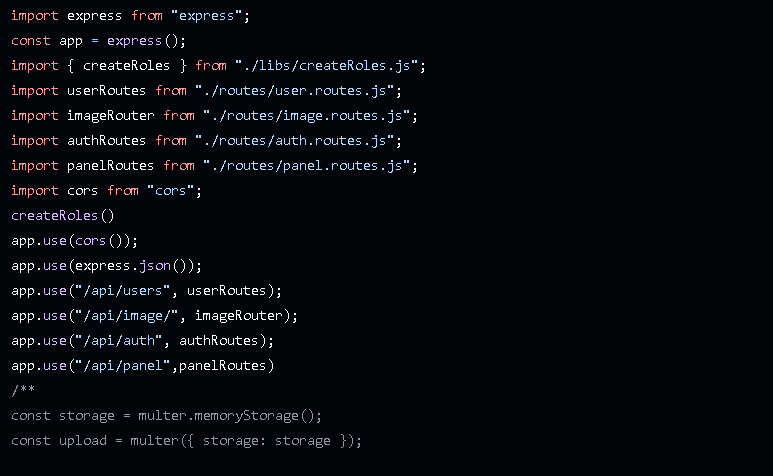 import express from "express";
const app = express();
import { createRoles } from "./libs/createRoles.js";
import userRoutes from "./routes/user.routes.js";
import imageRouter from "./routes/image.routes.js";
import authRoutes from "./routes/auth.routes.js";
import panelRoutes from "./routes/panel.routes.js";
import cors from "cors";
createRoles()
app.use(cors());
app.use(express.json());
app.use("/api/users", userRoutes);
app.use("/api/image/", imageRouter);
app.use("/api/auth", authRoutes);
app.use("/api/panel",panelRoutes)
/**
const storage = multer.memoryStorage();
const upload = multer({ storage: storage });